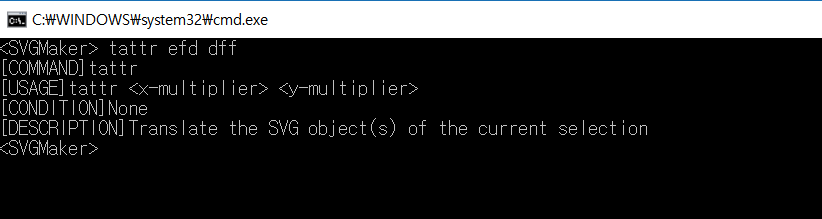 C:₩WINDOWS₩system32₩cmd.exe
<SVGMaker> tattr efd dff
[COMMAND]tattr
[USAGE]tattr <x-multiplier> <y-multiplier>
[CONDITION]None
[DESCRIPTION]Translate the SVG object(s) of the current selection
<SVGMaker>